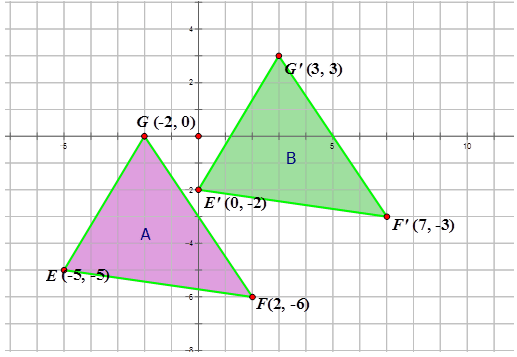 4
2
G' (3, 3)
G (-2, 0)
-5
5
10
B
-2
E' (0, -2)
F' (7, -3)
A
-4
E (-5, -5)
-6
F(2, -6)
-8